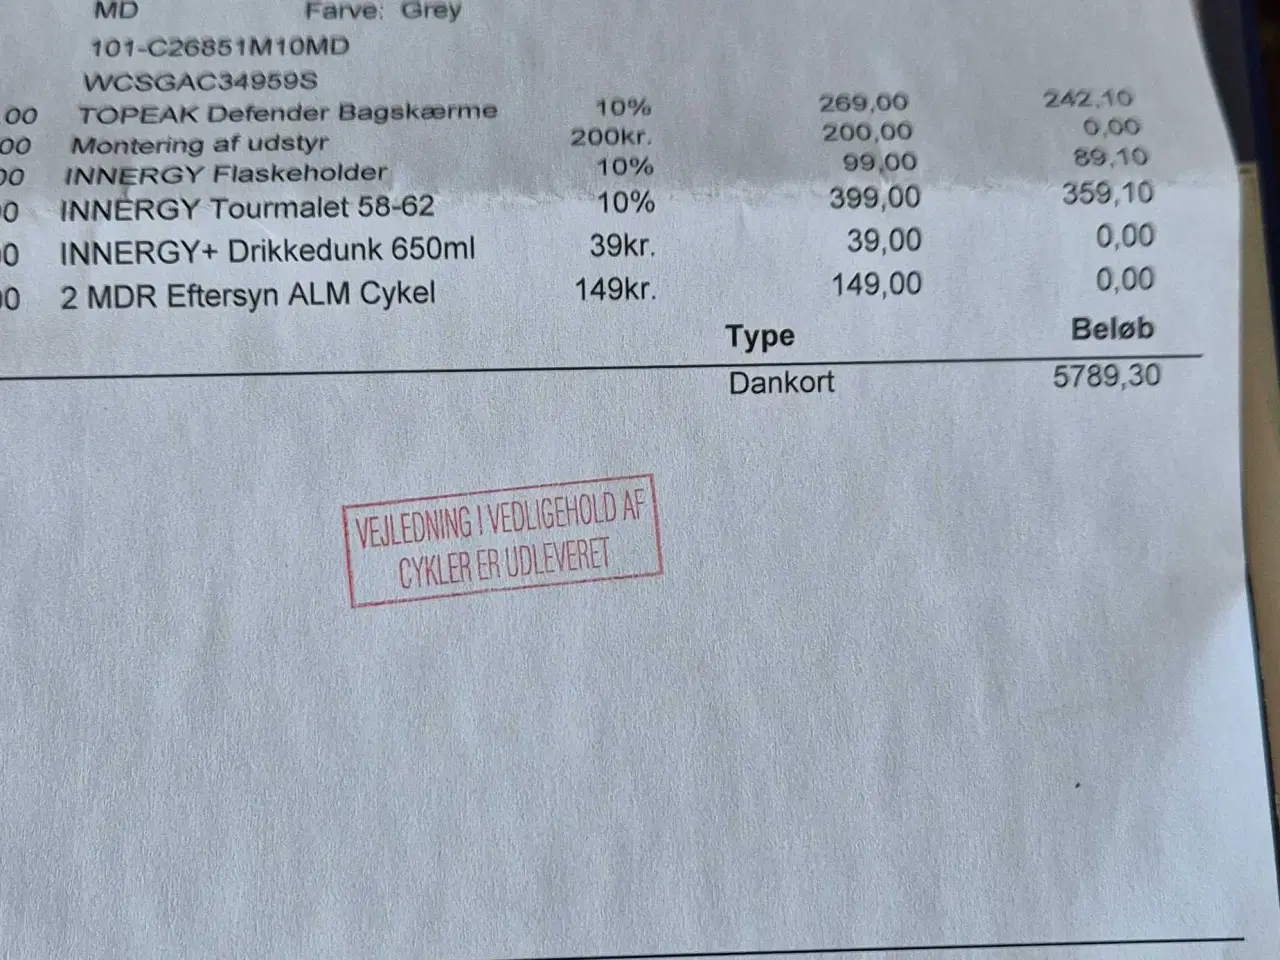 MD Farve: Grey
101-C26851M10MD
WCSGAC34959S
.00 TOPEAK Defender Bagskærme 10% 269,00 242,10
00 Montering af udstyr 200kr. 200,00 0,00
00 INNERGY Flaskeholder 10% 99,00 89,10
0 INNERGY Tourmalet 58-62 10% 399,00 359,10
0 INNERGY+ Drikkedunk 650ml 39kr. 39,00 0,00
00 2 MDR Eftersyn ALM Cykel 149kr. 149,00 0,00
Type Beløb
Dankort 5789,30
VEJLEDNING I VEDLIGEHOLD AF
CYKLER ER UDLEVERET